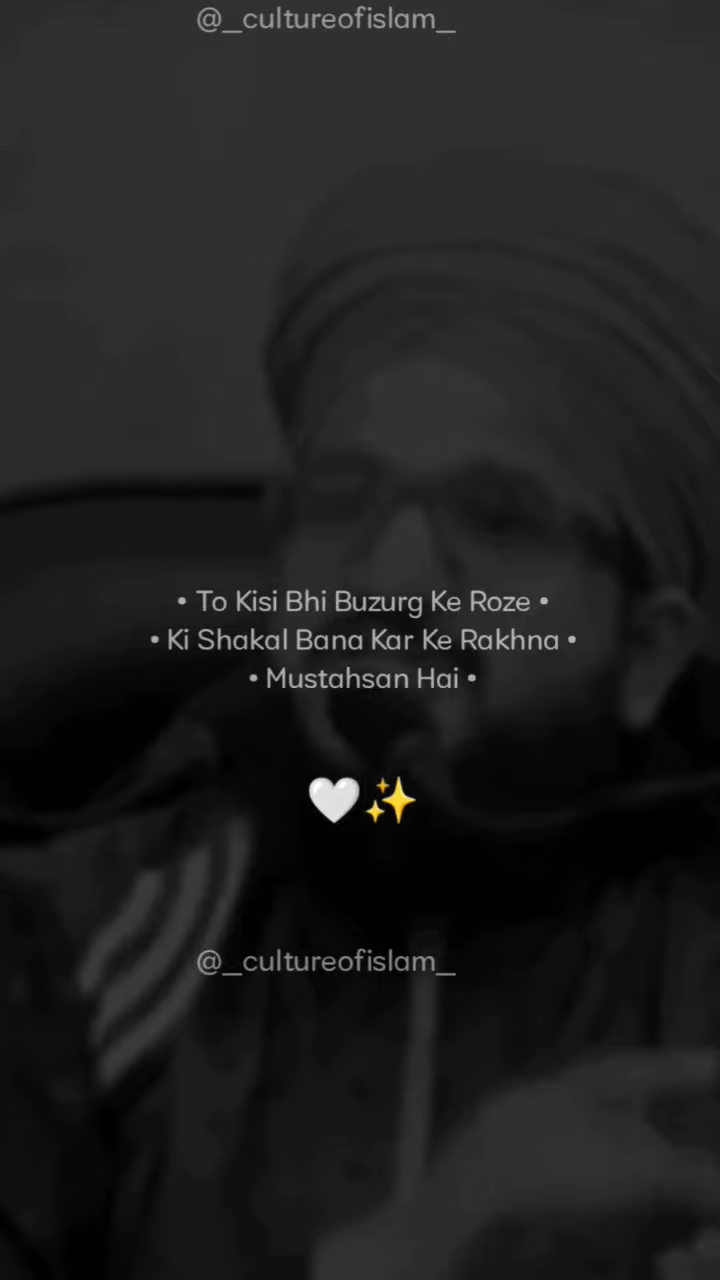 @_cultureofislam_
• To Kisi Bhi Buzurg Ke Roze •
• Ki Shakal Bana Kar Ke Rakhna •
• Mustahsan Hai •
🤍✨
@_cultureofislam_